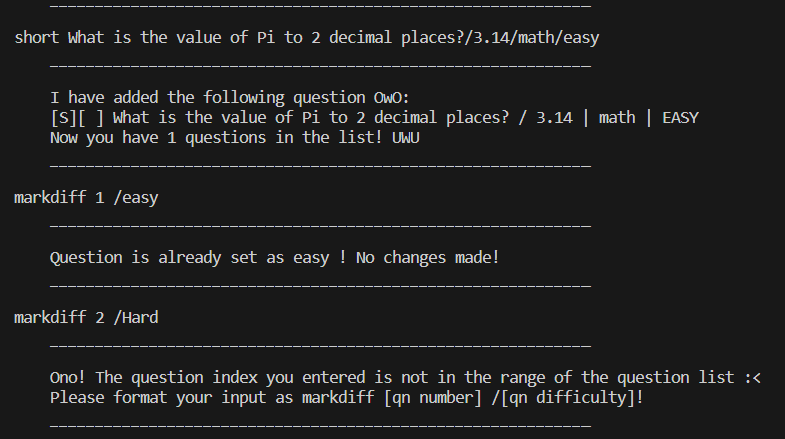 ____________________________________________________________
short What is the value of Pi to 2 decimal places?/3.14/math/easy
____________________________________________________________
I have added the following question OwO:
[S][ ] What is the value of Pi to 2 decimal places? / 3.14 | math | EASY
Now you have 1 questions in the list! UWU
____________________________________________________________
markdiff 1 /easy
____________________________________________________________
Question is already set as easy ! No changes made!
____________________________________________________________
markdiff 2 /Hard
____________________________________________________________
Ono! The question index you entered is not in the range of the question list :<
Please format your input as markdiff [qn number] /[qn difficulty]!
____________________________________________________________